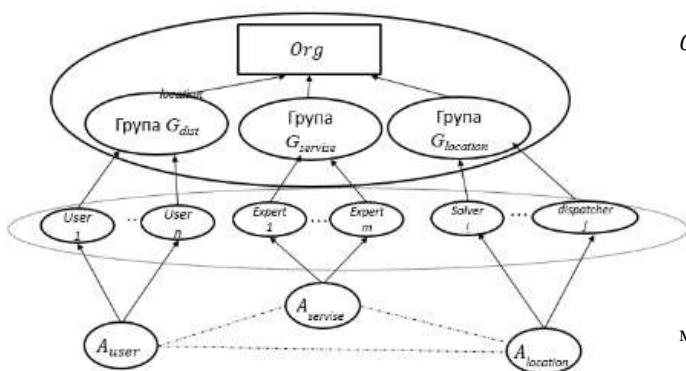 Org
location
Група G_dist
Група
G_servise
Група
G_location
User
1
...
User
n
Expert
1
...
Expert
m
Solver
i
...
dispatcher
j
A_servise
A_user
A_location